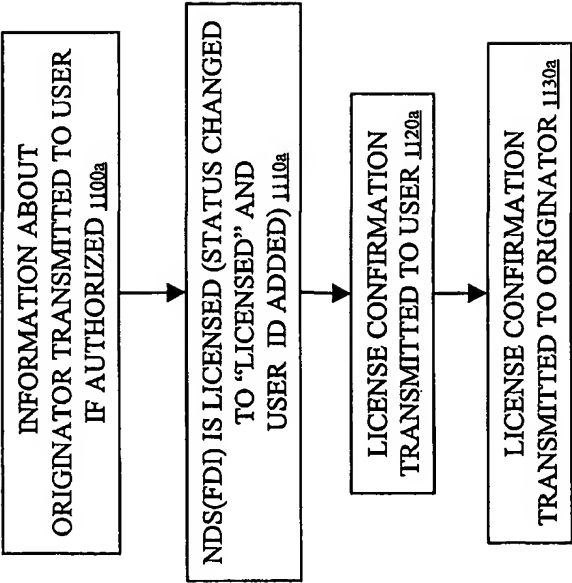 INFORMATION ABOUT
ORIGINATOR TRANSMITTED TO USER
IF AUTHORIZED 1100a
NDS(FDI) IS LICENSED (STATUS CHANGED
TO “LICENSED” AND
USER ID ADDED) 1110a
LICENSE CONFIRMATION
TRANSMITTED TO USER 1120a
LICENSE CONFIRMATION
TRANSMITTED TO ORIGINATOR 1130a